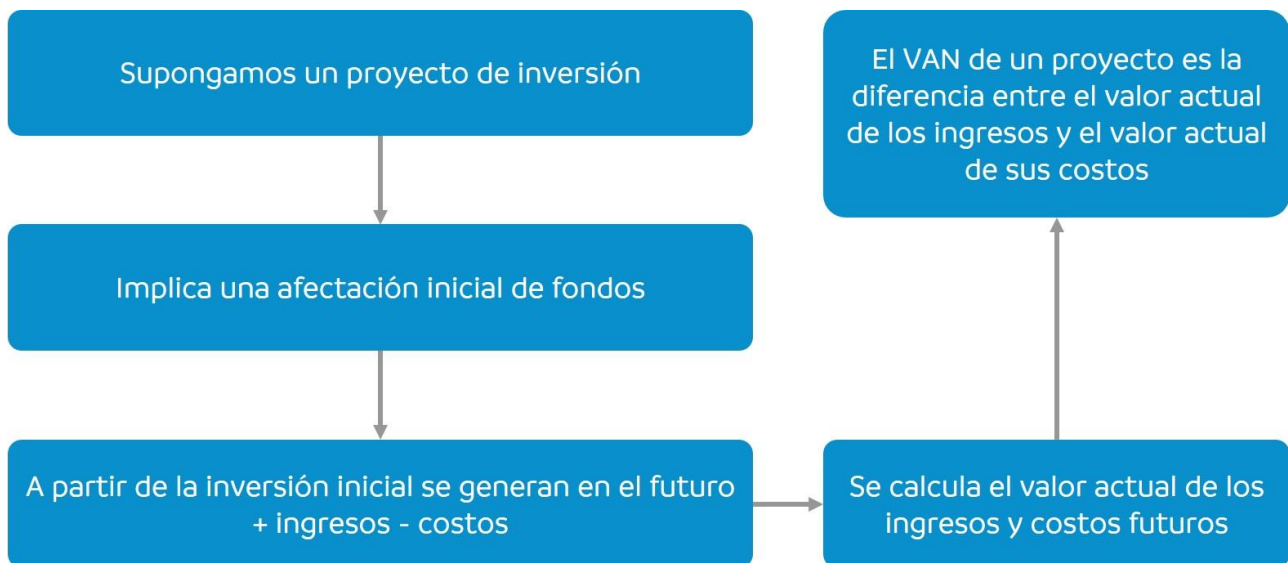 Supongamos un proyecto de inversión
Implica una afectación inicial de fondos
A partir de la inversión inicial se generan en el futuro
+ ingresos - costos
Se calcula el valor actual de los
ingresos y costos futuros
El VAN de un proyecto es la
diferencia entre el valor actual
de los ingresos y el valor actual
de sus costos